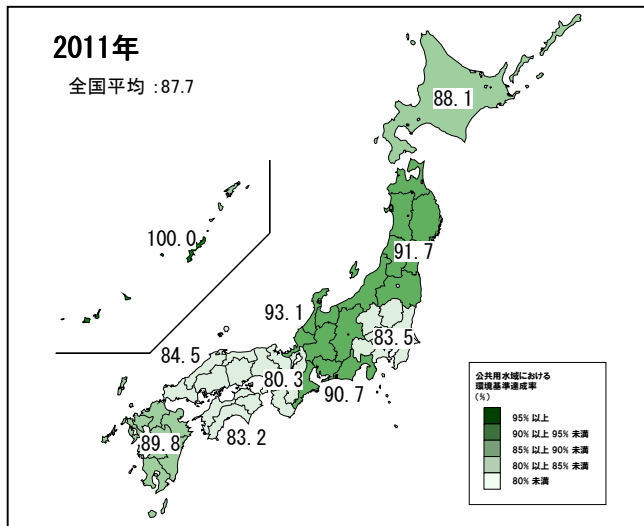 2011年
全国平均 :87.7
88.1
100.0
91.7
93.1
83.5
84.5
80.3
90.7
89.8
83.2
公共用水域における
環境基準達成率
(%)
95% 以上
90% 以上 95% 未満
85% 以上 90% 未満
80% 以上 85% 未満
80% 未満